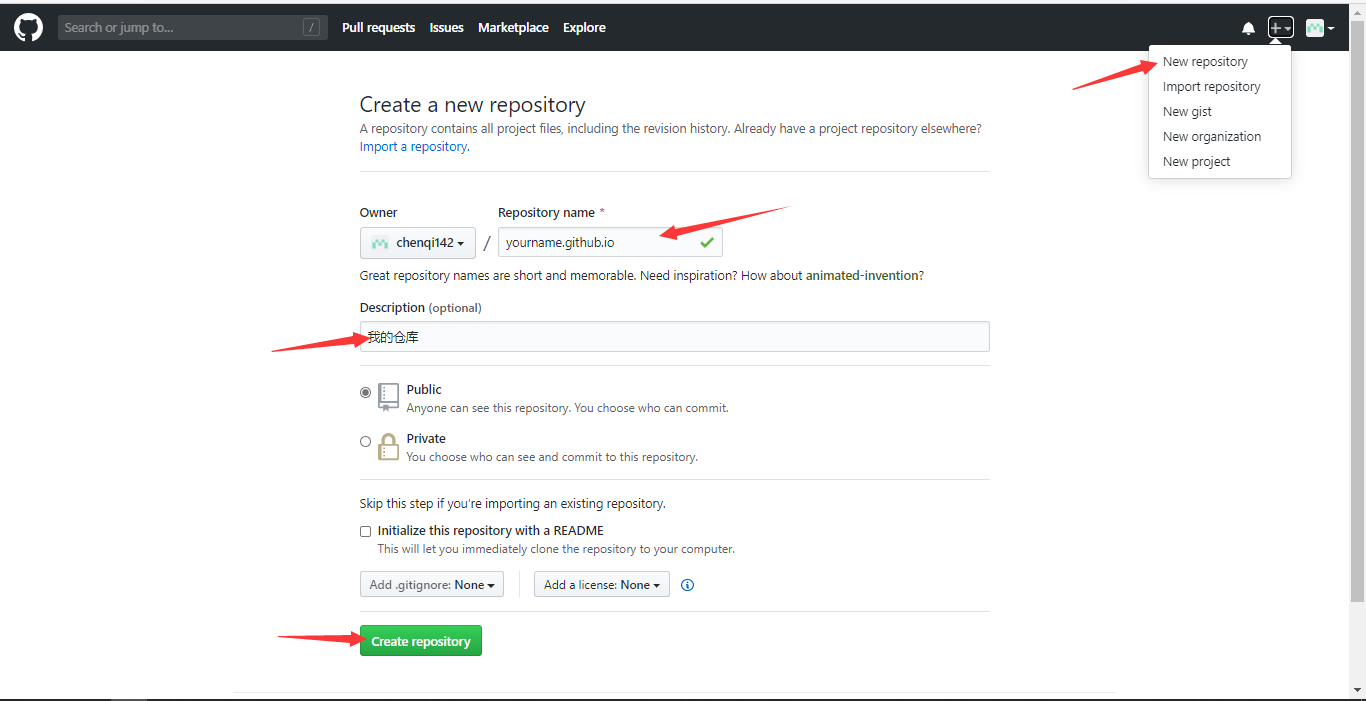 Search or jump to...
/
Pull requests
Issues
Marketplace
Explore
New repository
Import repository
New gist
New organization
New project
Create a new repository
A repository contains all project files, including the revision history. Already have a project repository elsewhere?
Import a repository.
Owner
Repository name *
chenqi142
/
yourname.github.io
Great repository names are short and memorable. Need inspiration? How about animated-invention?
Description (optional)
我的仓库
Public
Anyone can see this repository. You choose who can commit.
Private
You choose who can see and commit to this repository.
Skip this step if you're importing an existing repository.
Initialize this repository with a README
This will let you immediately clone the repository to your computer.
Add .gitignore: None
Add a license: None
Create repository